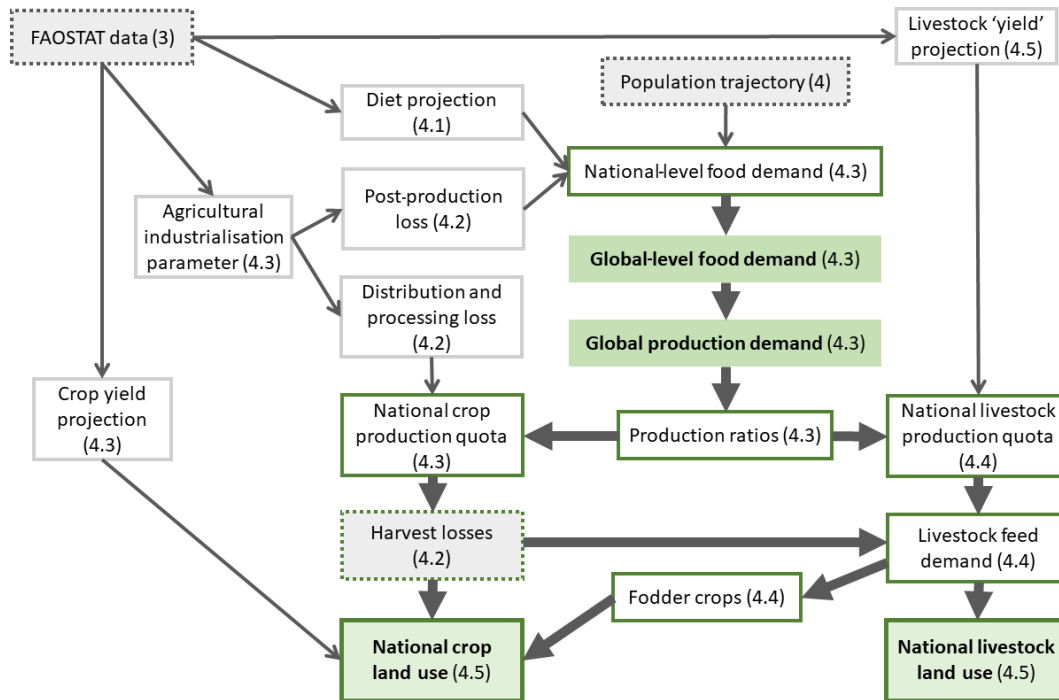 FAOSTAT data (3)
Livestock ‘yield’
projection (4.5)
Population trajectory (4)
Diet projection
(4.1)
National-level food demand (4.3)
Post-production
loss (4.2)
Agricultural
industrialisation
parameter (4.3)
Global-level food demand (4.3)
Distribution and
processing loss
(4.2)
Global production demand (4.3)
Crop yield
projection
(4.3)
National crop
production quota
(4.3)
Production ratios (4.3)
National livestock
production quota
(4.4)
Harvest losses
(4.2)
Livestock feed
demand (4.4)
Fodder crops (4.4)
National crop
land use (4.5)
National livestock
land use (4.5)